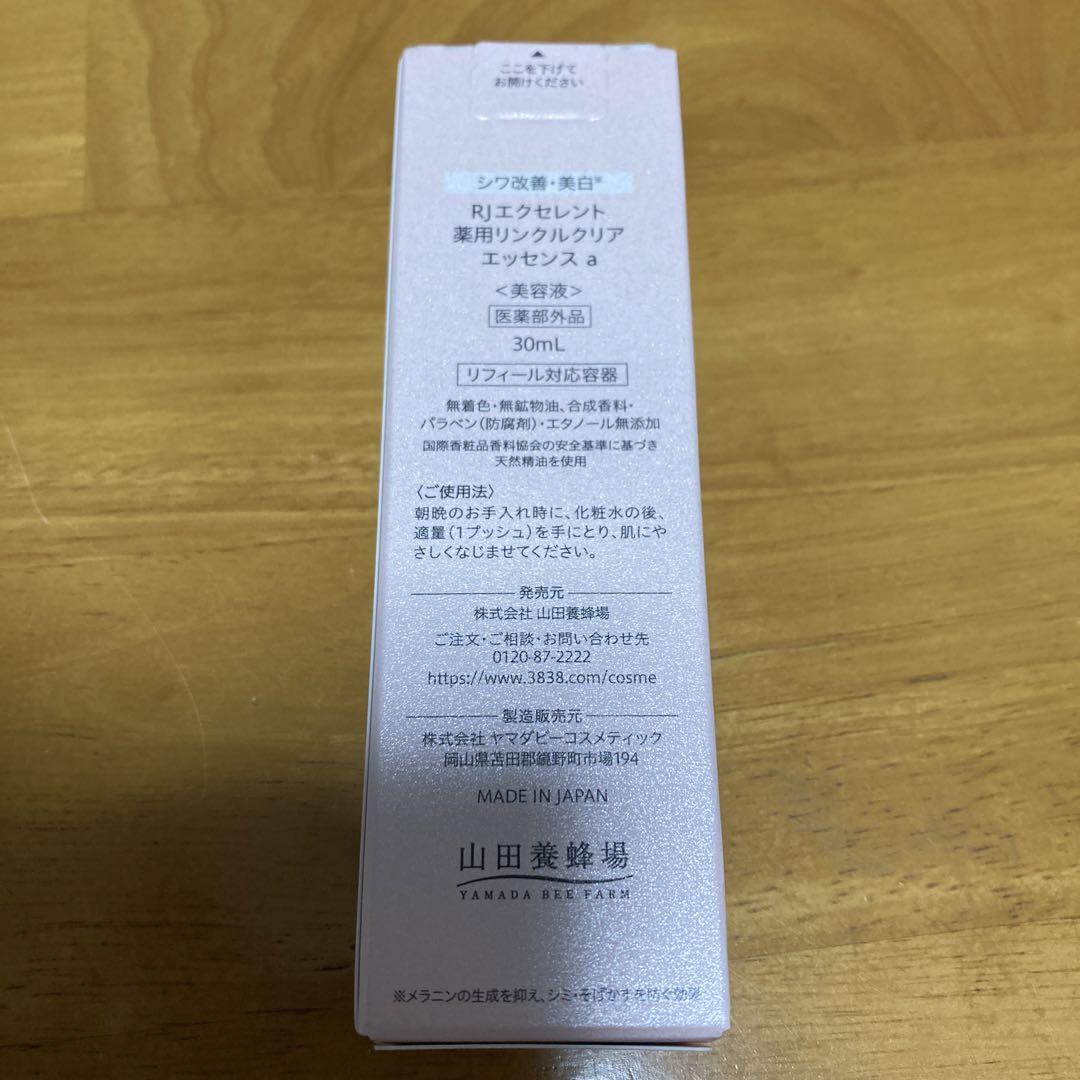 ▲
ここを下げて
お開けください
シワ改善・美白※
RJエクセレント
薬用リンクルクリア
エッセンス a
＜美容液＞
医薬部外品
30mL
リフィール対応容器
無着色・無鉱物油、合成香料・
パラベン（防腐剤）・エタノール無添加
国際香粧品香料協会の安全基準に基づき
天然精油を使用
〈ご使用法〉
朝晩のお手入れ時に、化粧水の後、
適量（1プッシュ）を手にとり、肌にや
さしくなじませてください。
発売元
株式会社 山田養蜂場
ご注文・ご相談・お問い合わせ先
0120-87-2222
https://www.3838.com/cosme
製造販売元
株式会社 ヤマダビーコスメティック
岡山県苫田郡鏡野町市場194
MADE IN JAPAN
山田養蜂場
YAMADA BEE FARM
※メラニンの生成を抑え、シミ・そばかすを防ぐ効果